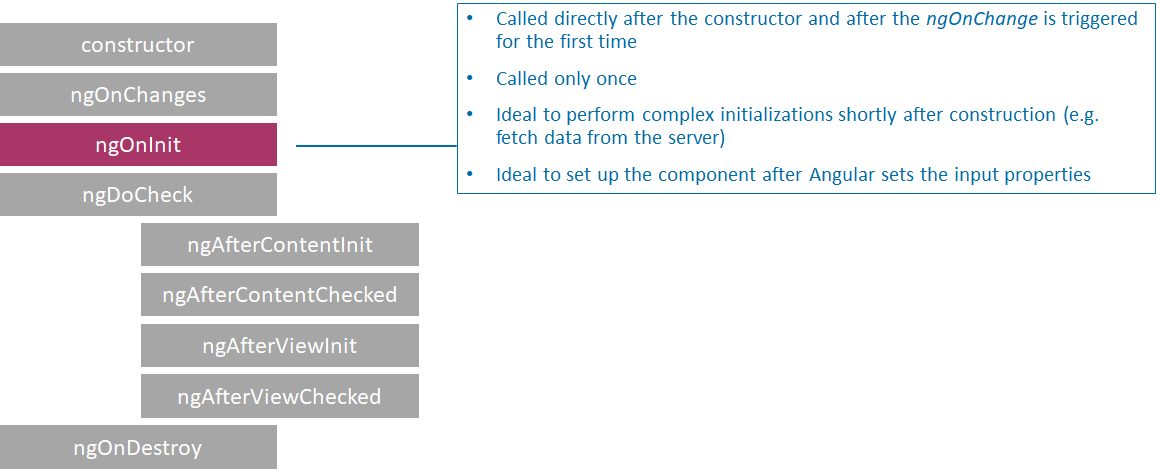 constructor
ngOnChanges
ngOnInit
ngDoCheck
ngAfterContentInit
ngAfterContentChecked
ngAfterViewInit
ngAfterViewChecked
ngOnDestroy
• Called directly after the constructor and after the ngOnChange is triggered
for the first time
• Called only once
• Ideal to perform complex initializations shortly after construction (e.g.
fetch data from the server)
• Ideal to set up the component after Angular sets the input properties